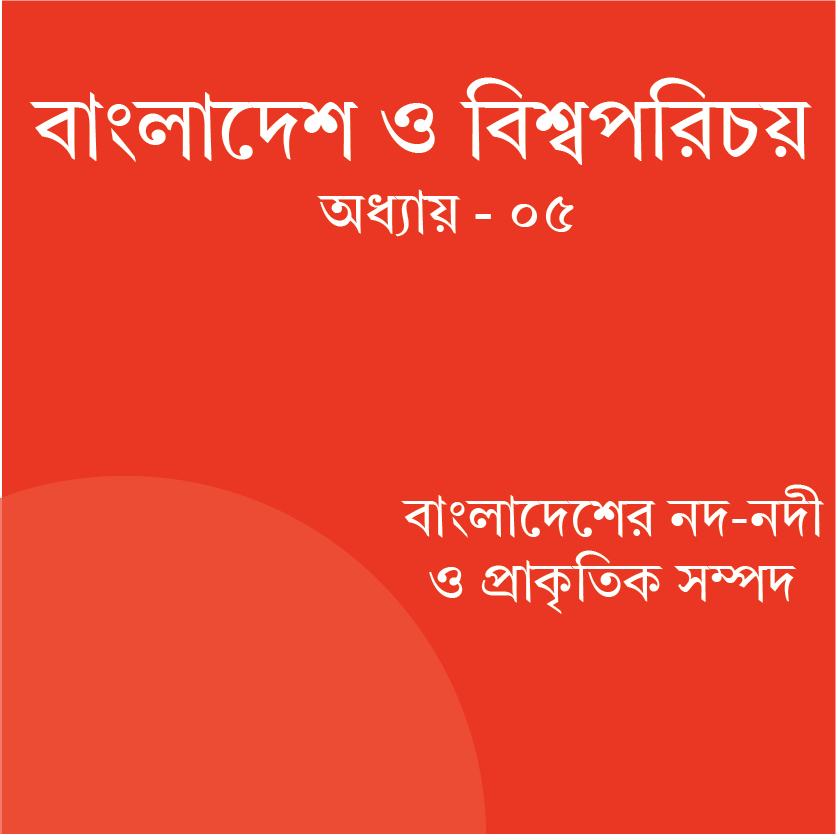 বাংলাদেশ ও বিশ্বপরিচয়
অধ্যায় - ০৫
বাংলাদেশের নদ-নদী
ও প্রাকৃতিক সম্পদ